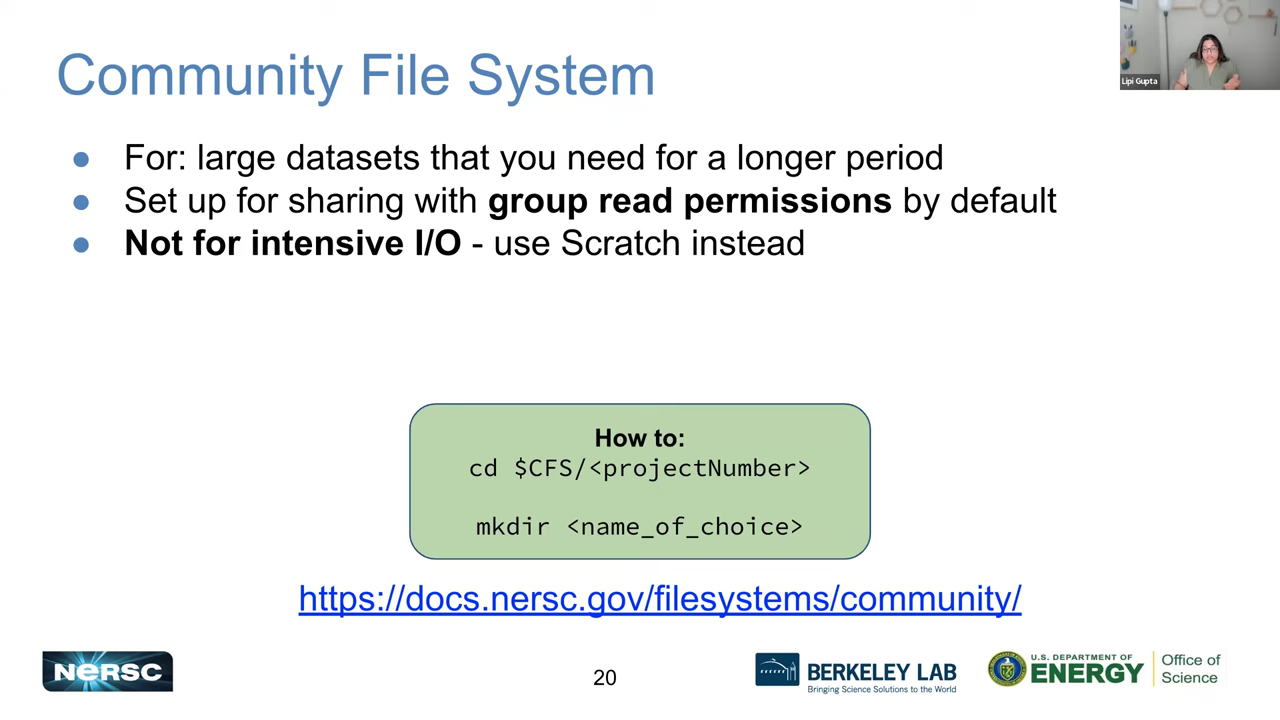 Community File System
Lipi Gupta
● For: large datasets that you need for a longer period
● Set up for sharing with group read permissions by default
● Not for intensive I/O - use Scratch instead
How to:
cd $CFS/<projectNumber>
mkdir <name_of_choice>
https://docs.nersc.gov/filesystems/community/
NERSC
20
BERKELEY LAB
Bringing Science Solutions to the World
U.S. DEPARTMENT OF
ENERGY
Office of
Science